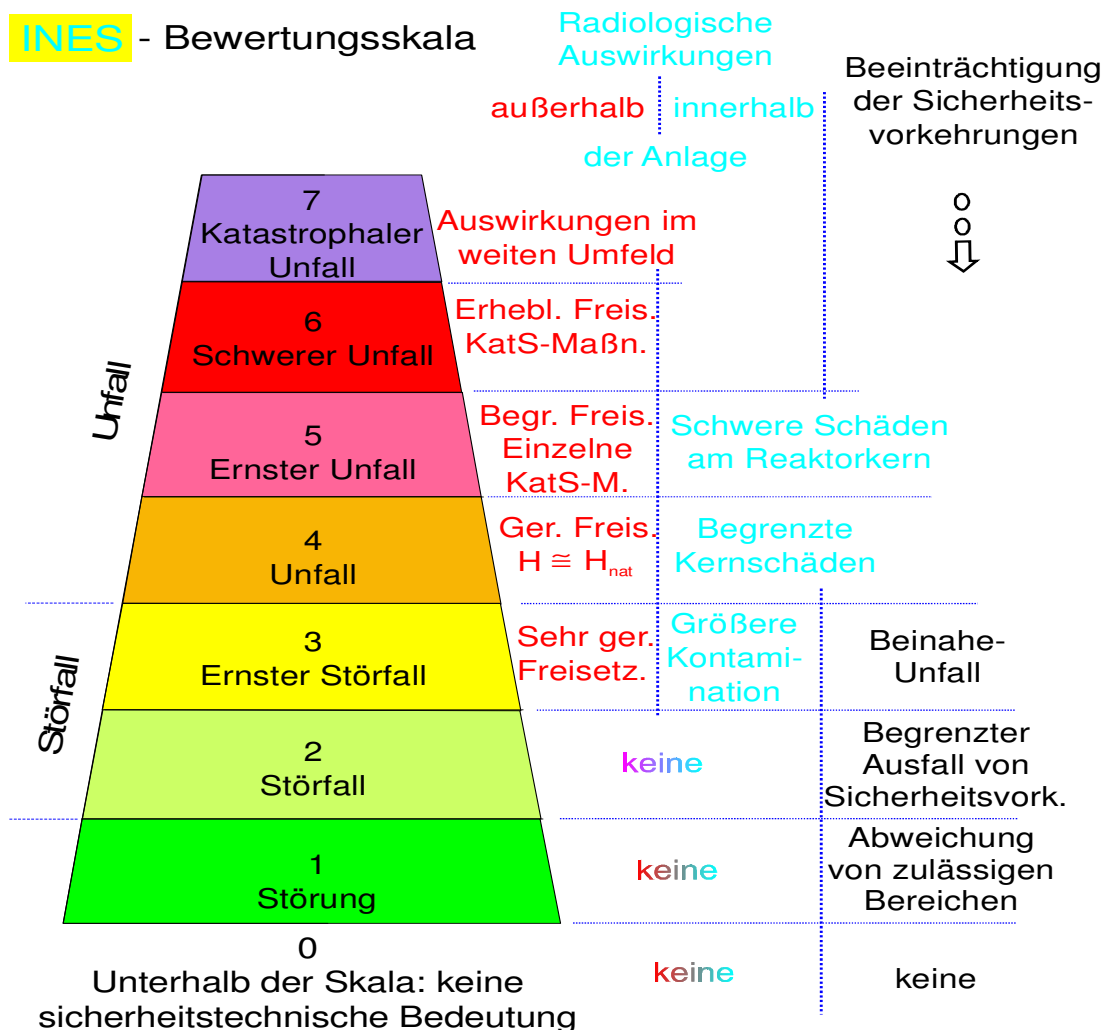 INES - Bewertungsskala
Radiologische
Auswirkungen
außerhalb
innerhalb
der Anlage
Beeinträchtigung
der Sicherheits-
vorkehrungen
7
Katastrophaler
Unfall
Auswirkungen im
weiten Umfeld
6
Schwerer Unfall
Erhebl. Freis.
KatS-Maßn.
Unfall
5
Ernster Unfall
Begr. Freis.
Einzelne
KatS-M.
Schwere Schäden
am Reaktorkern
4
Unfall
Ger. Freis.
H ≅ Hnat
Begrenzte
Kernschäden
Störfall
3
Ernster Störfall
Sehr ger.
Freisetz.
Größere
Kontami-
nation
Beinahe-
Unfall
2
Störfall
keine
Begrenzter
Ausfall von
Sicherheitsvork.
1
Störung
keine
Abweichung
von zulässigen
Bereichen
0
Unterhalb der Skala: keine
sicherheitstechnische Bedeutung
keine
keine